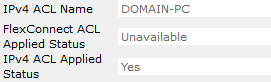 IPv4 ACL Name DOMAIN-PC
FlexConnect ACL
Applied Status Unavailable
IPv4 ACL Applied
Status Yes